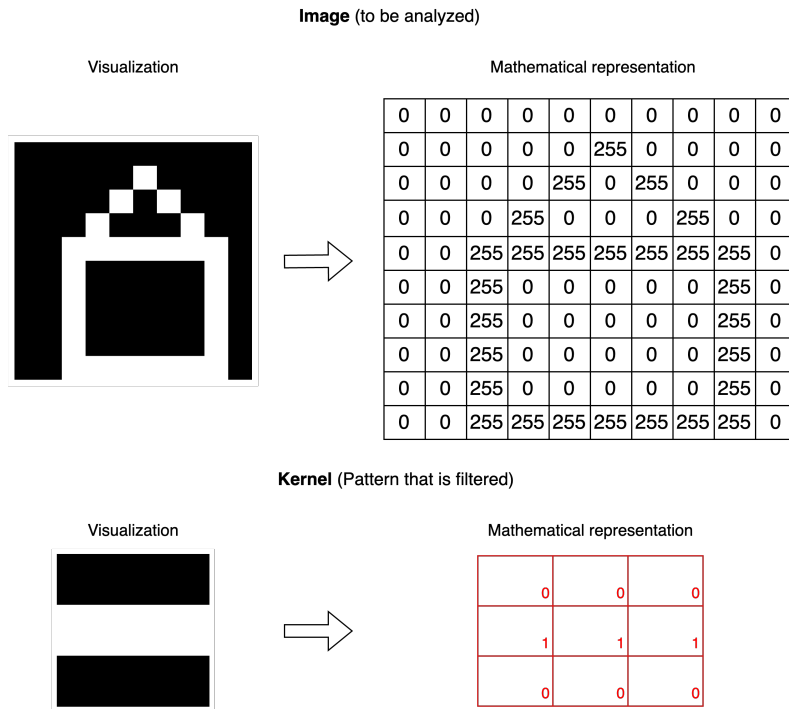 Image (to be analyzed)
Visualization
Mathematical representation
0 0 0 0 0 0 0 0 0 0
0 0 0 0 0 255 0 0 0 0
0 0 0 0 255 0 255 0 0 0
0 0 0 255 0 0 0 255 0 0
0 0 255 255 255 255 255 255 255 0
0 0 255 0 0 0 0 0 255 0
0 0 255 0 0 0 0 0 255 0
0 0 255 0 0 0 0 0 255 0
0 0 255 0 0 0 0 0 255 0
0 0 255 255 255 255 255 255 255 0
Kernel (Pattern that is filtered)
Visualization
Mathematical representation
0 0 0
1 1 1
0 0 0